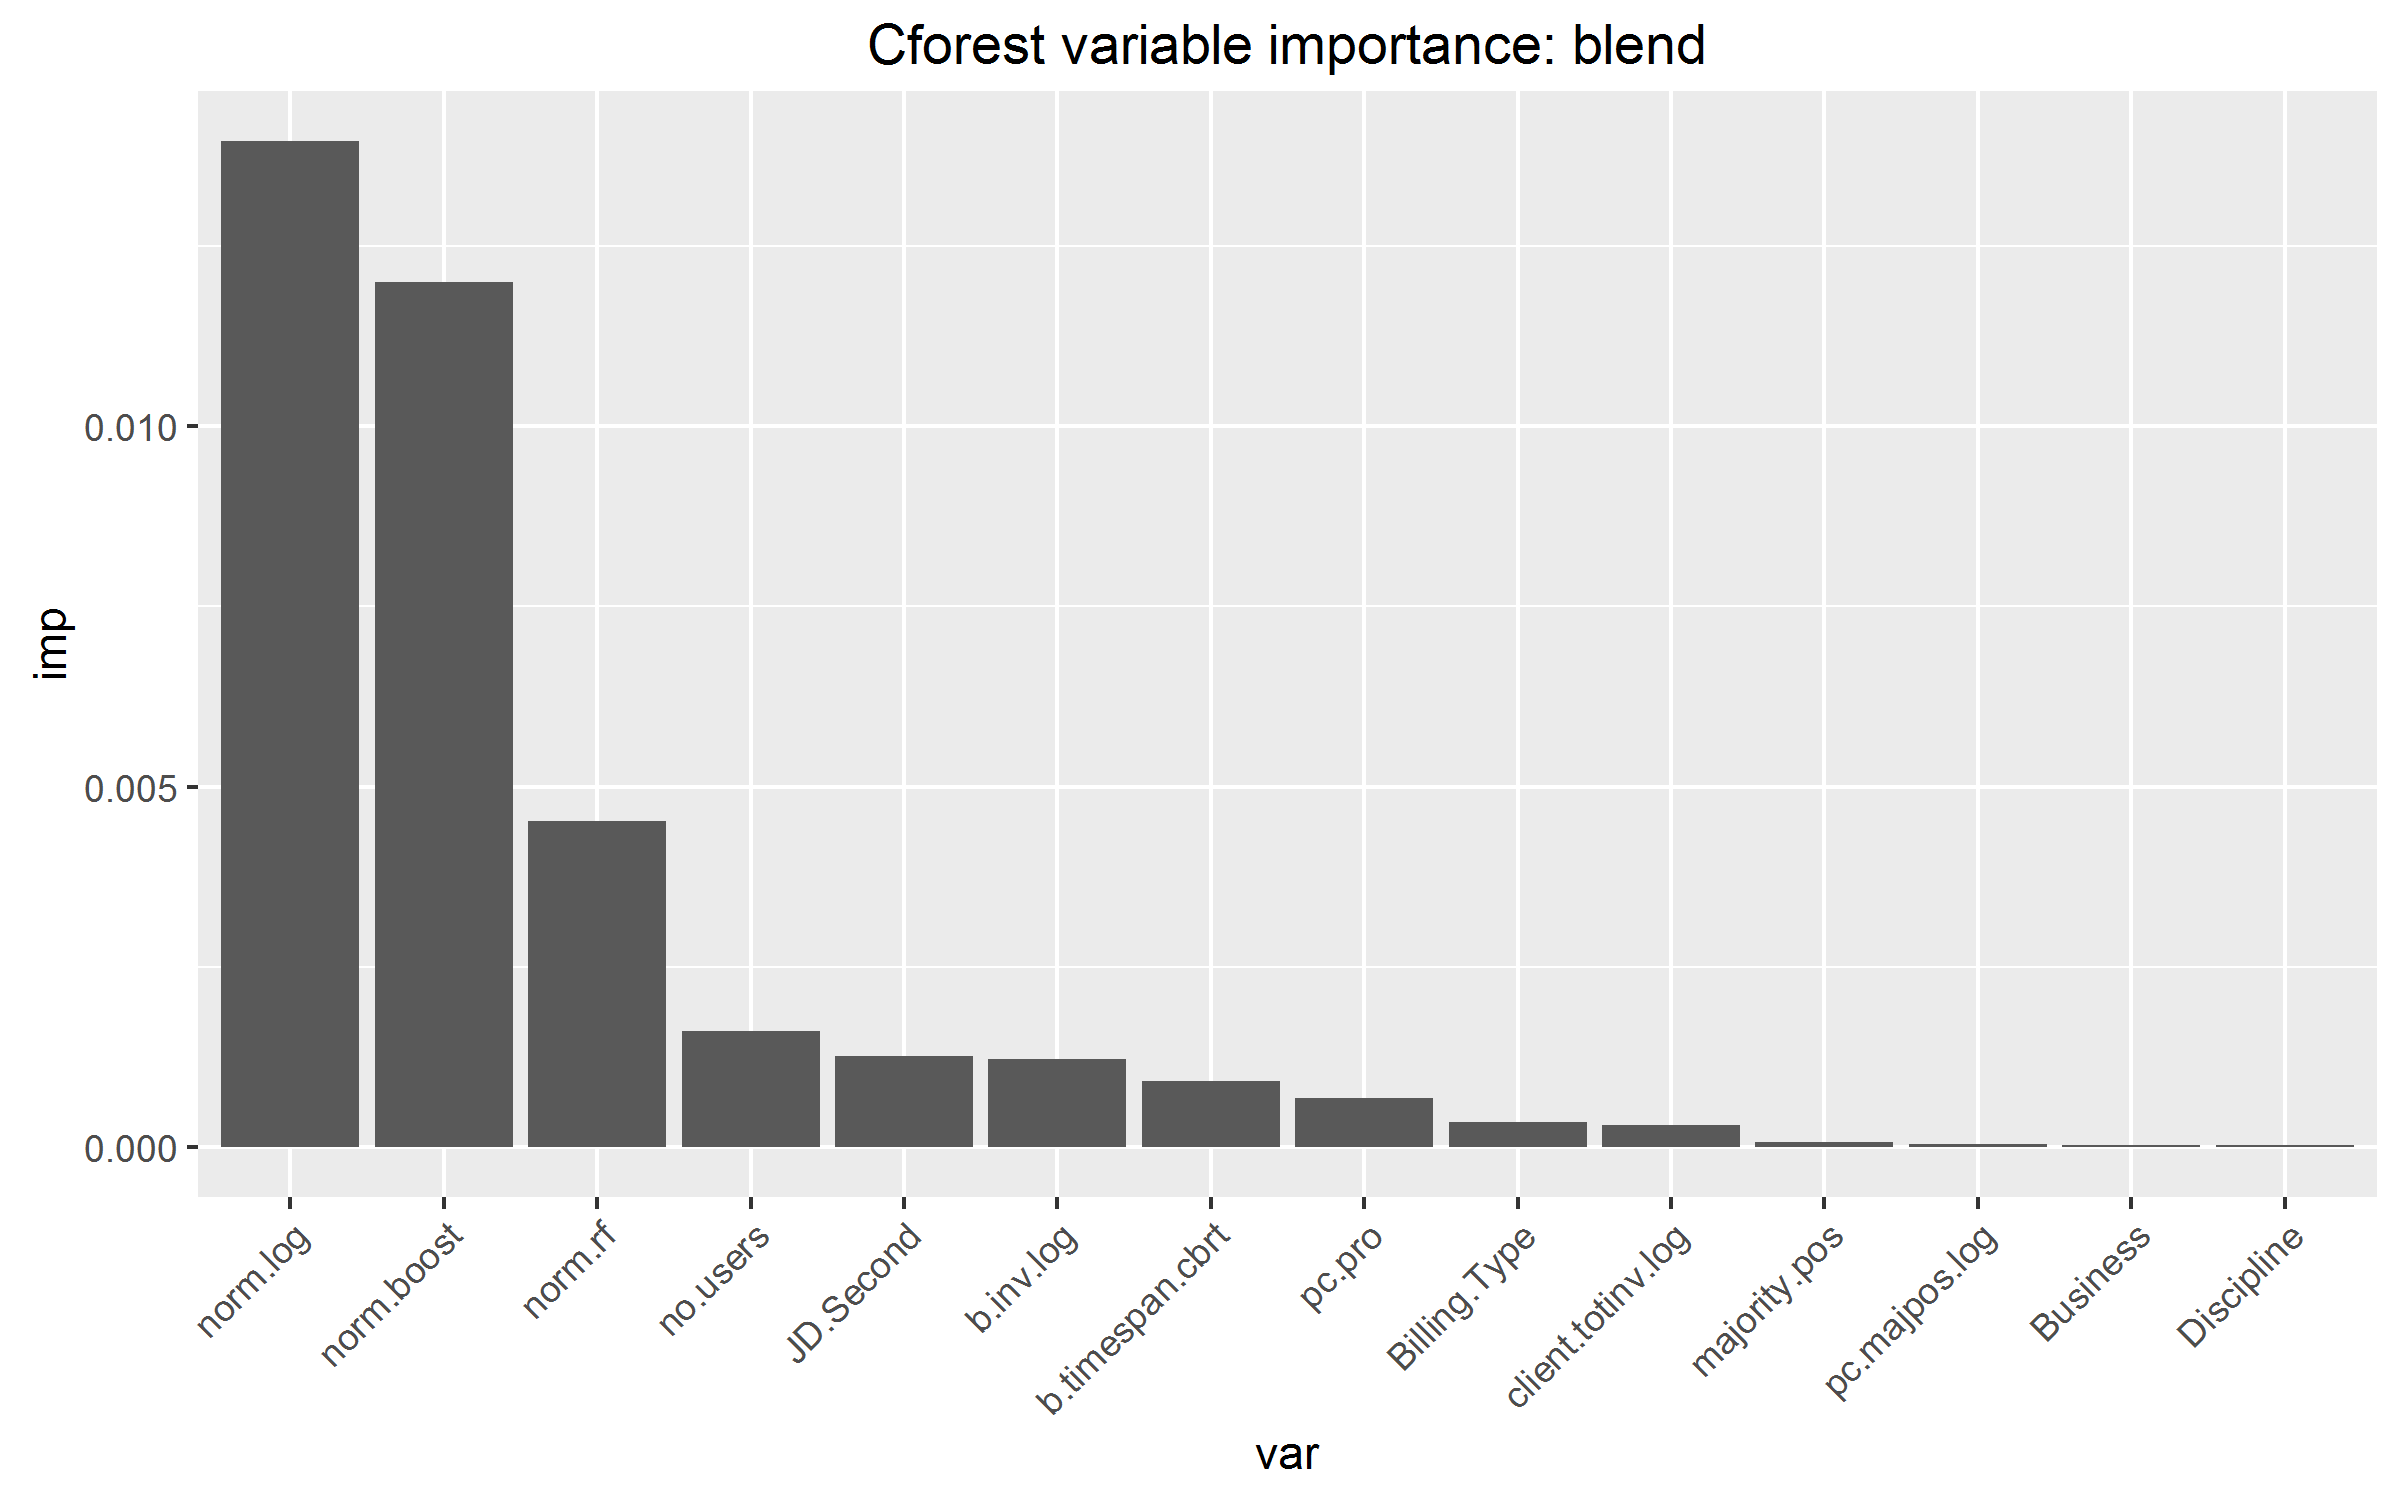 Cforest variable importance: blend
imp
0.010
0.005
0.000
norm.log
norm.boost
norm.rf
no.users
JD.Second
b.inv.log
b.timespan.cbrt
pc.pro
Billing.Type
client.totinv.log
majority.pos
pc.majpos.log
Business
Discipline
var